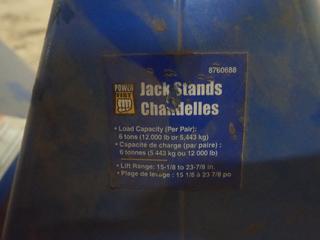 8760688
POWER
FIST
Jack Stands
Chandelles
• Load Capacity (Per Pair):
6 tons (12,000 lb or 5,443 kg)
• Capacité de charge (par paire) :
6 tonnes (5 443 kg ou 12 000 lb)
• Lift Range: 15-1/8 to 23-7/8 in.
• Plage de levage : 15 1/8 à 23 7/8 po